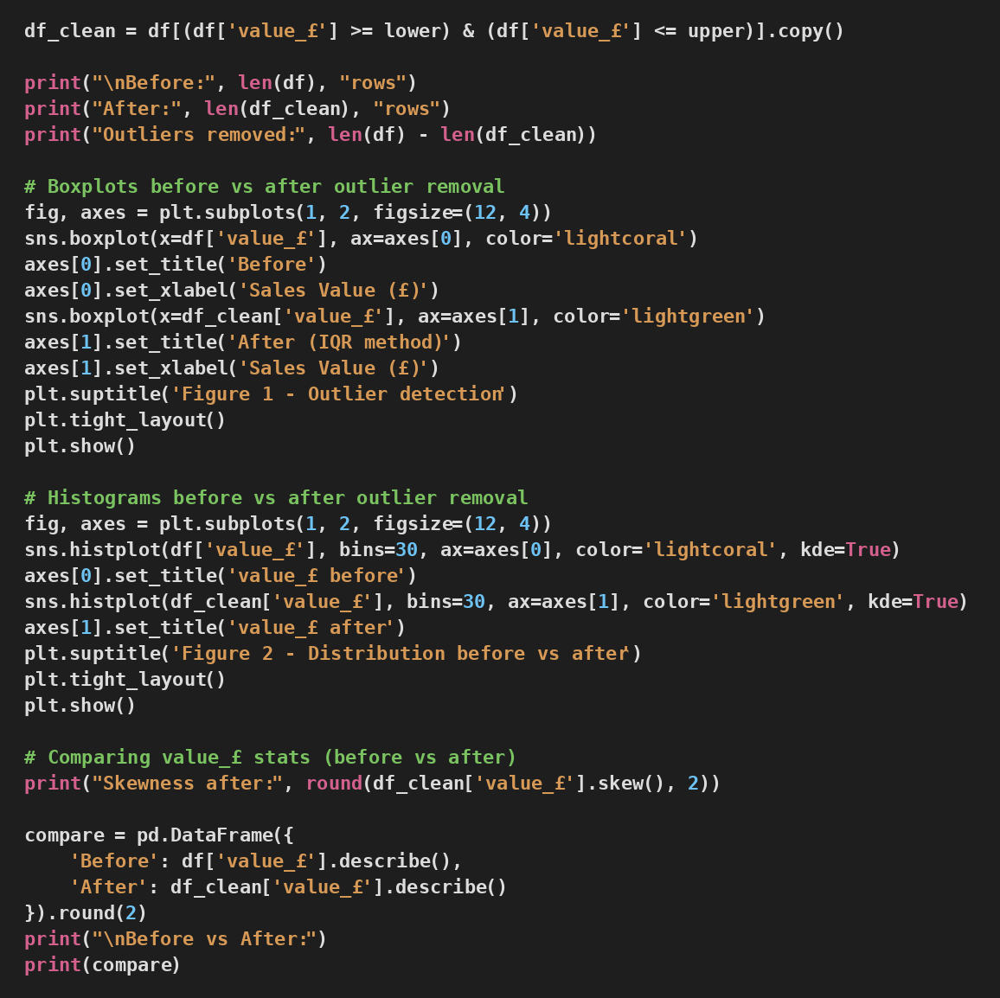 df_clean = df[(df['value_£'] >= lower) & (df['value_£'] <= upper)].copy()

print("\nBefore:", len(df), "rows")
print("After:", len(df_clean), "rows")
print("Outliers removed:", len(df) - len(df_clean))

# Boxplots before vs after outlier removal
fig, axes = plt.subplots(1, 2, figsize=(12, 4))
sns.boxplot(x=df['value_£'], ax=axes[0], color='lightcoral')
axes[0].set_title('Before')
axes[0].set_xlabel('Sales Value (£)')
sns.boxplot(x=df_clean['value_£'], ax=axes[1], color='lightgreen')
axes[1].set_title('After (IQR method)')
axes[1].set_xlabel('Sales Value (£)')
plt.suptitle('Figure 1 - Outlier detection')
plt.tight_layout()
plt.show()

# Histograms before vs after outlier removal
fig, axes = plt.subplots(1, 2, figsize=(12, 4))
sns.histplot(df['value_£'], bins=30, ax=axes[0], color='lightcoral', kde=True)
axes[0].set_title('value_£ before')
sns.histplot(df_clean['value_£'], bins=30, ax=axes[1], color='lightgreen', kde=True)
axes[1].set_title('value_£ after')
plt.suptitle('Figure 2 - Distribution before vs after')
plt.tight_layout()
plt.show()

# Comparing value_£ stats (before vs after)
print("Skewness after:", round(df_clean['value_£'].skew(), 2))

compare = pd.DataFrame({
    'Before': df['value_£'].describe(),
    'After': df_clean['value_£'].describe()
}).round(2)
print("\nBefore vs After:")
print(compare)